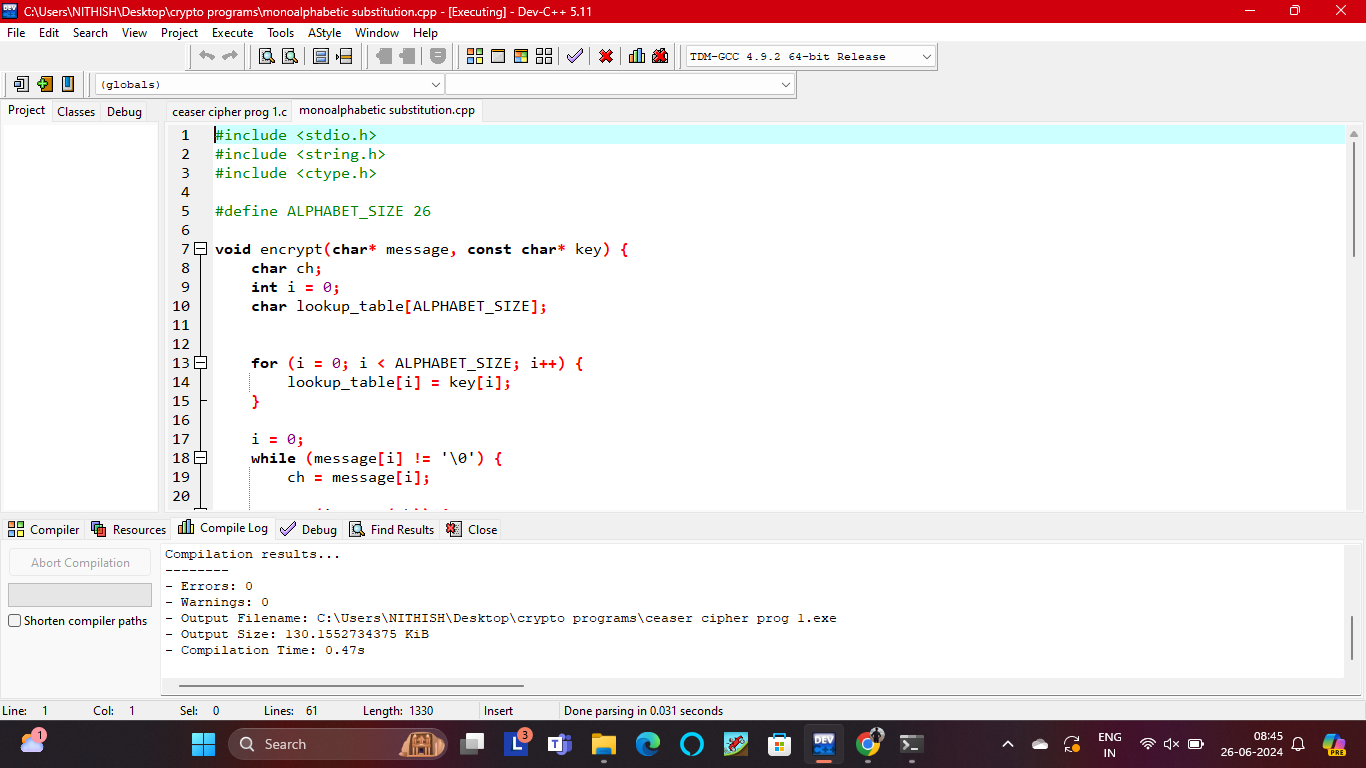 C:\Users\NITHISH\Desktop\crypto programs\monoalphabetic substitution.cpp - [Executing] - Dev-C++ 5.11
File Edit Search View Project Execute Tools AStyle Window Help
TDM-GCC 4.9.2 64-bit Release
(globals)
Project Classes Debug ceaser cipher prog 1.c monoalphabetic substitution.cpp
1 #include <stdio.h>
2 #include <string.h>
3 #include <ctype.h>
4
5 #define ALPHABET_SIZE 26
6
7 void encrypt(char* message, const char* key) {
8 char ch;
9 int i = 0;
10 char lookup_table[ALPHABET_SIZE];
11
12
13 for (i = 0; i < ALPHABET_SIZE; i++) {
14 lookup_table[i] = key[i];
15 }
16
17 i = 0;
18 while (message[i] != '\0') {
19 ch = message[i];
20
Compiler Resources Compile Log Debug Find Results Close
Abort Compilation
Shorten compiler paths
Compilation results...
--------
- Errors: 0
- Warnings: 0
- Output Filename: C:\Users\NITHISH\Desktop\crypto programs\ceaser cipher prog 1.exe
- Output Size: 130.1552734375 KiB
- Compilation Time: 0.47s
Line: 1 Col: 1 Sel: 0 Lines: 61 Length: 1330 Insert Done parsing in 0.031 seconds
1
Search
L 3
DEV
ENG
IN
08:45
26-06-2024
PRE